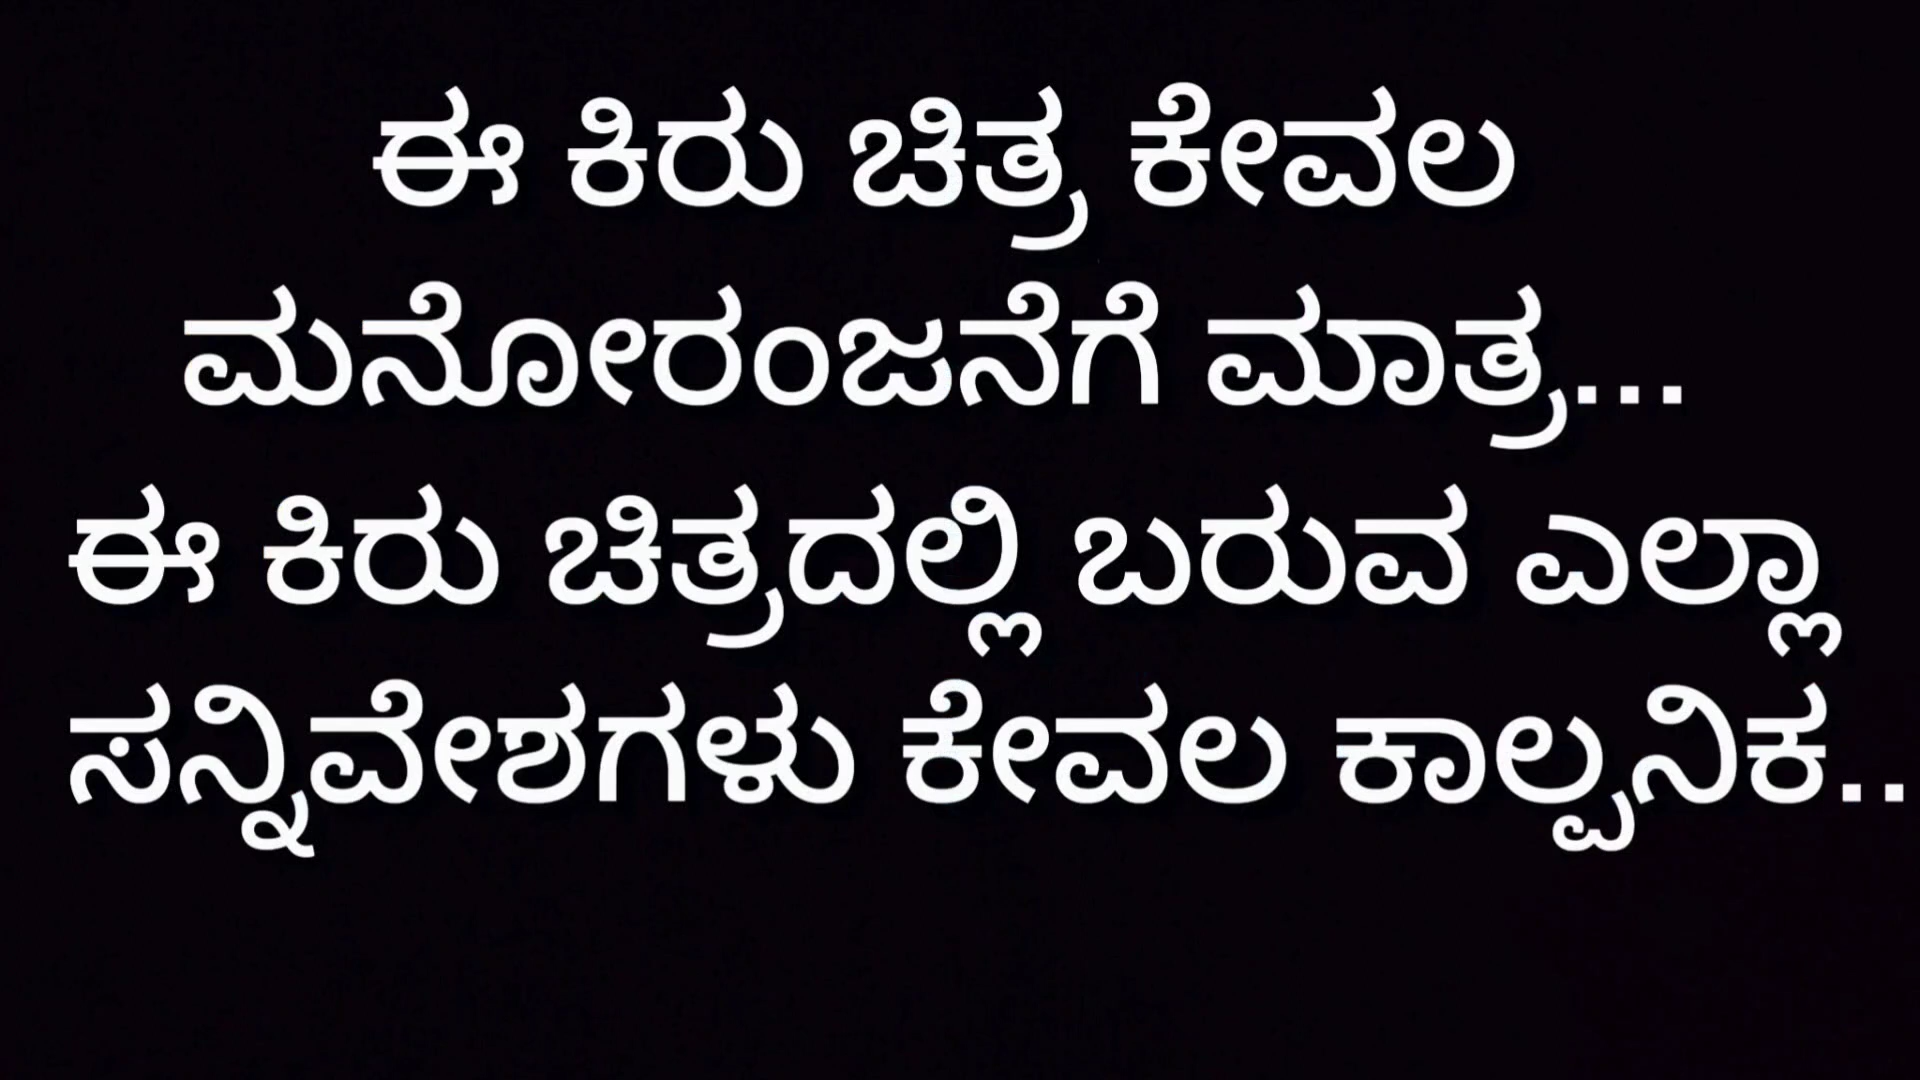 ಈ ಕಿರು ಚಿತ್ರ ಕೇವಲ
ಮನೋರಂಜನೆಗೆ ಮಾತ್ರ...
ಈ ಕಿರು ಚಿತ್ರದಲ್ಲಿ ಬರುವ ಎಲ್ಲಾ
ಸನ್ನಿವೇಶಗಳು ಕೇವಲ ಕಾಲ್ಪನಿಕ..